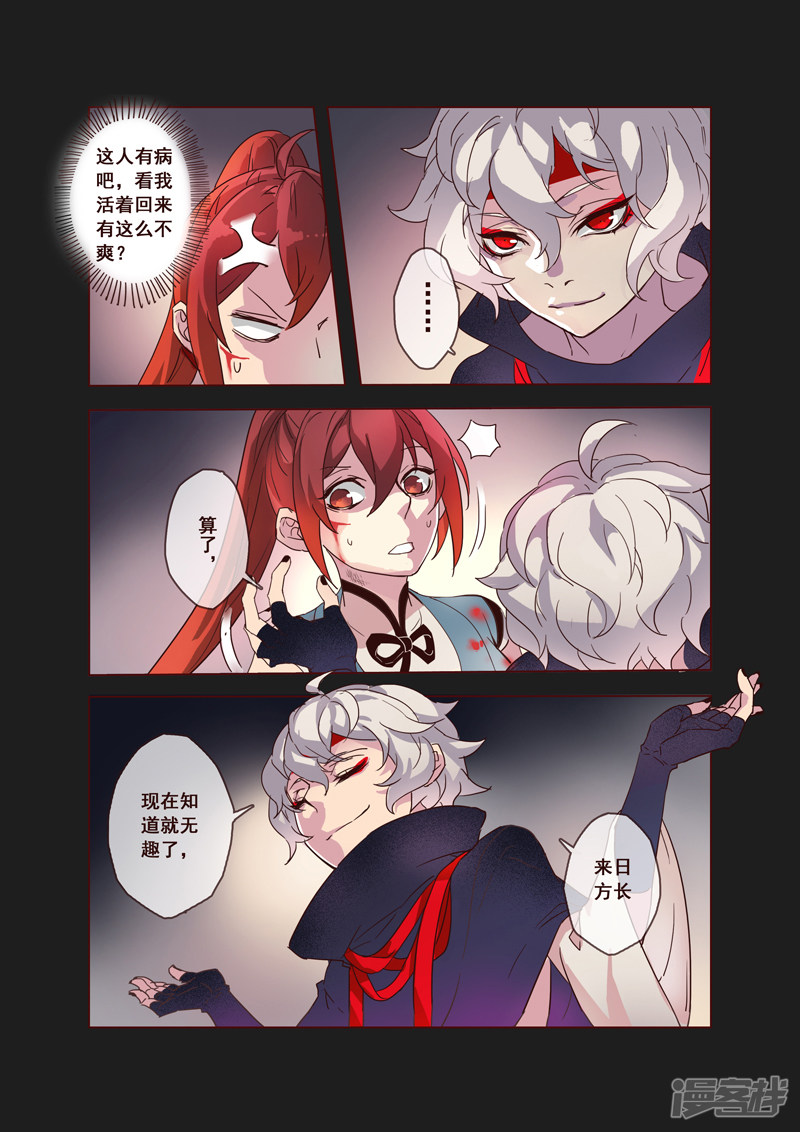 这人有病
吧，看我
活着回来
有这么不
爽？
……
算
了，
现在知
道就无
趣了，
来日
方长
漫客栈